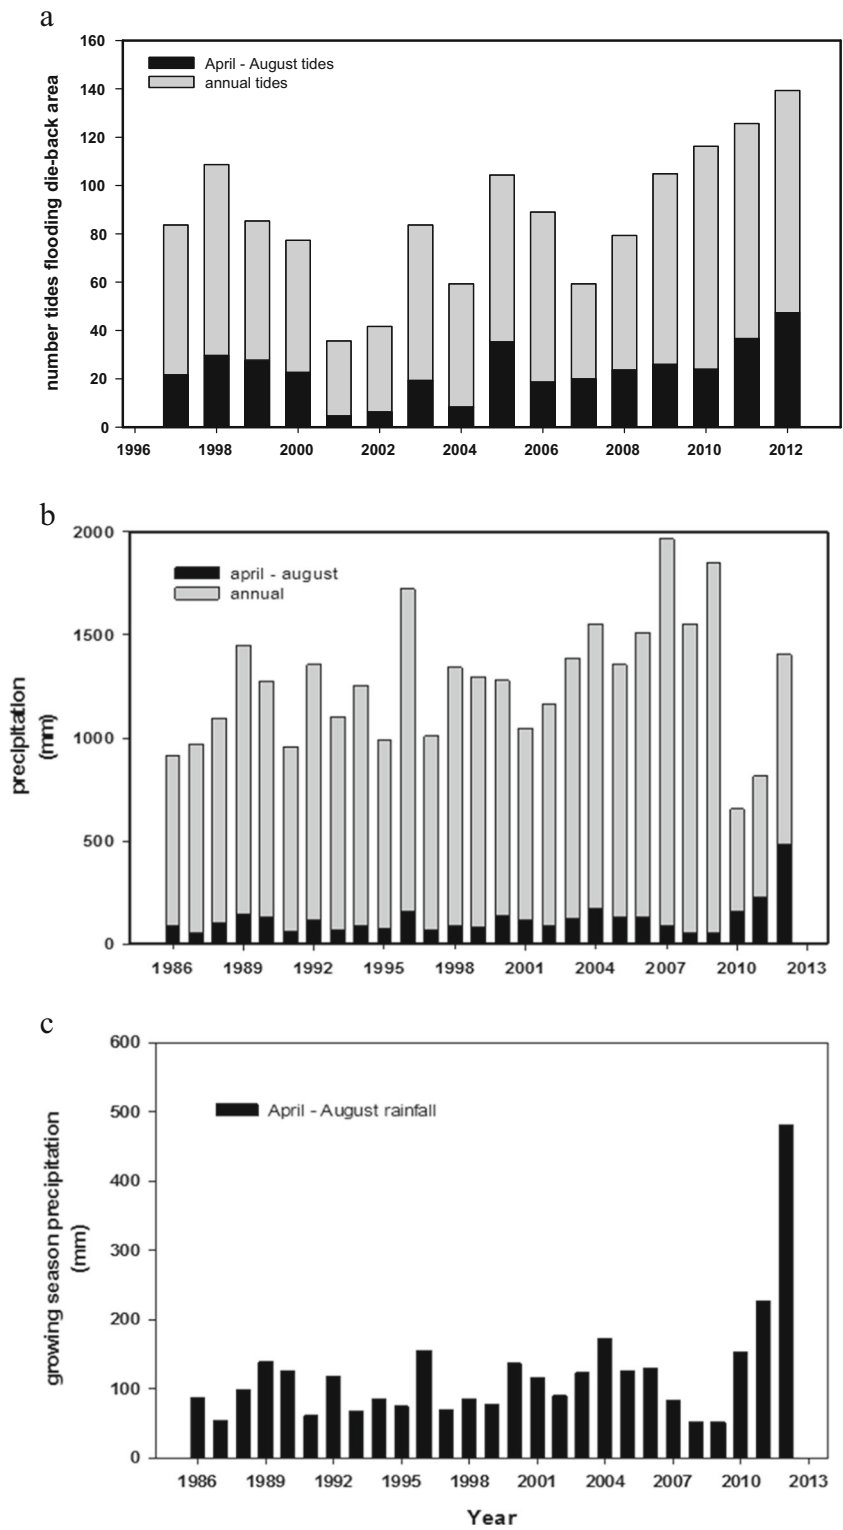 a
160
140
120
100
80
60
40
20
0
number tides flooding die-back area
April - August tides
annual tides
1996 1998 2000 2002 2004 2006 2008 2010 2012
b
2000
1500
1000
500
0
precipitation
(mm)
april - august
annual
1986 1989 1992 1995 1998 2001 2004 2007 2010 2013
c
600
500
400
300
200
100
0
growing season precipitation
(mm)
April - August rainfall
1986 1989 1992 1995 1998 2001 2004 2007 2010 2013
Year